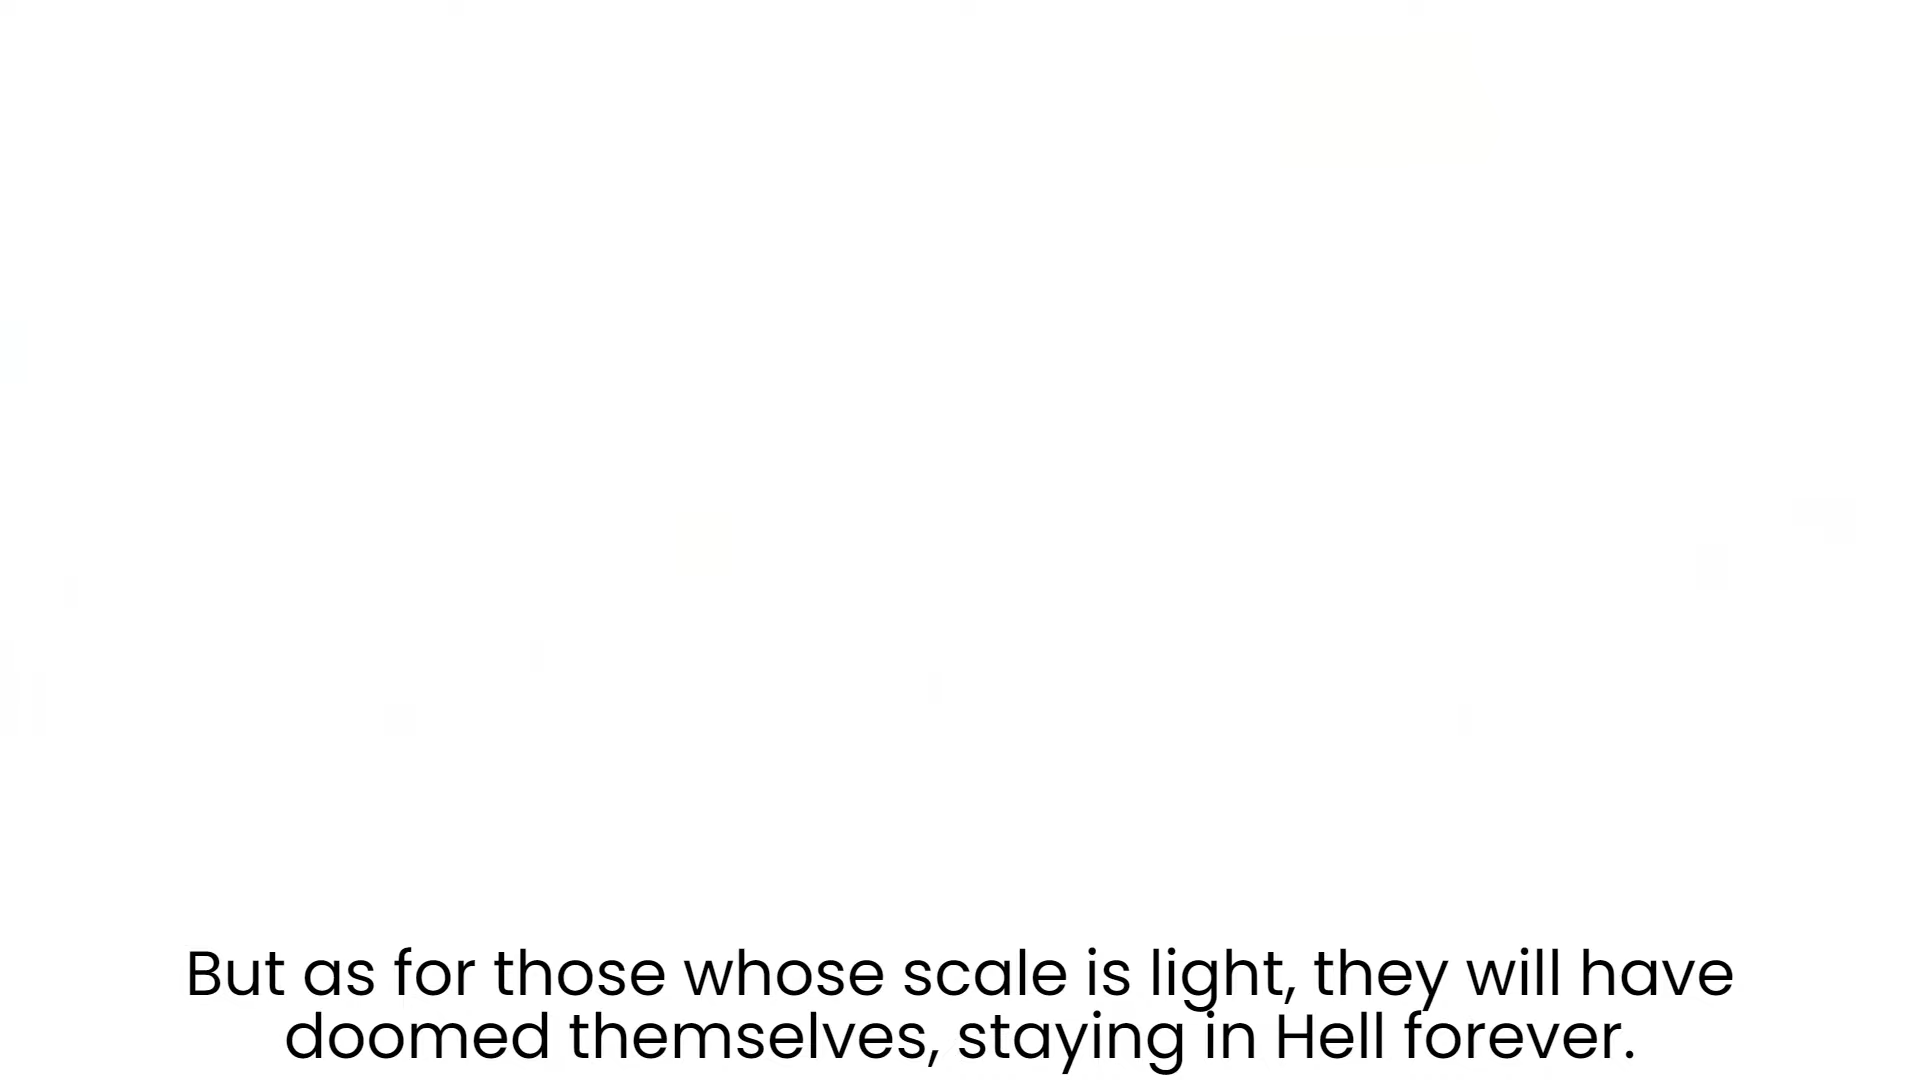 But as for those whose scale is light, they will have
doomed themselves, staying in Hell forever.